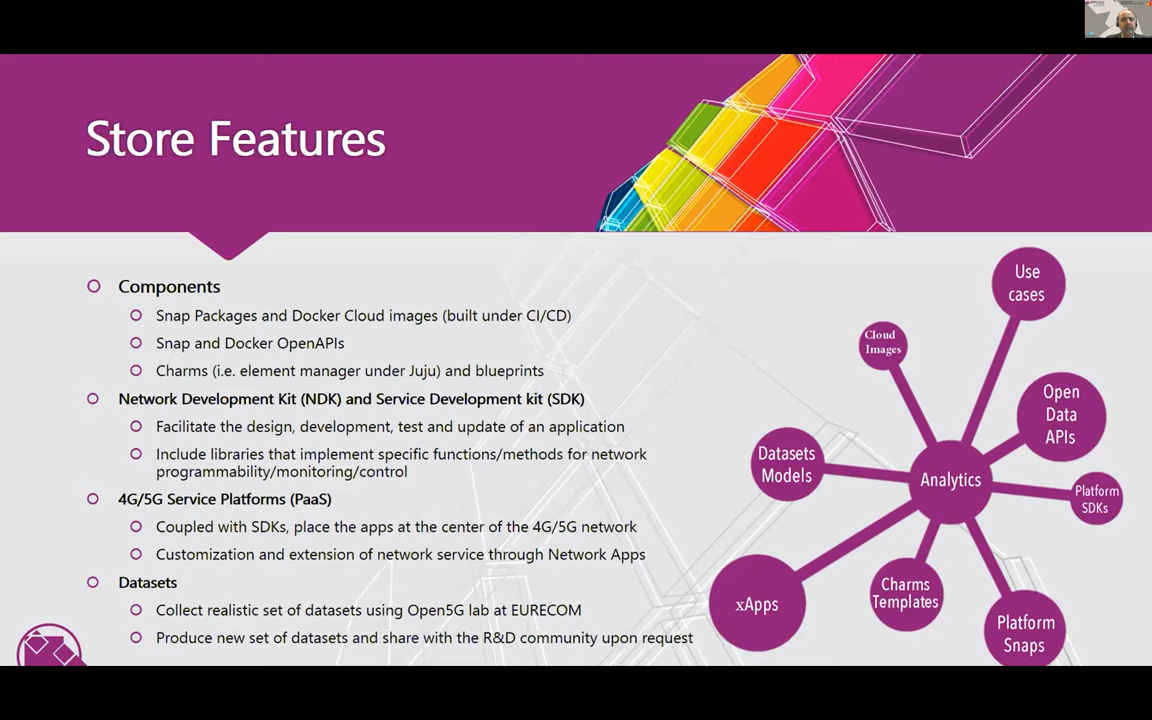 Store Features
Components
Snap Packages and Docker Cloud images (built under CI/CD)
Snap and Docker OpenAPIs
Charms (i.e. element manager under Juju) and blueprints
Network Development Kit (NDK) and Service Development kit (SDK)
Facilitate the design, development, test and update of an application
Include libraries that implement specific functions/methods for network
programmability/monitoring/control
4G/5G Service Platforms (PaaS)
Coupled with SDKs, place the apps at the center of the 4G/5G network
Customization and extension of network service through Network Apps
Datasets
Collect realistic set of datasets using Open5G lab at EURECOM
Produce new set of datasets and share with the R&D community upon request
Use
cases
Cloud
Images
Open
Data
APIs
Datasets
Models
Analytics
Platform
SDKs
xApps
Charms
Templates
Platform
Snaps